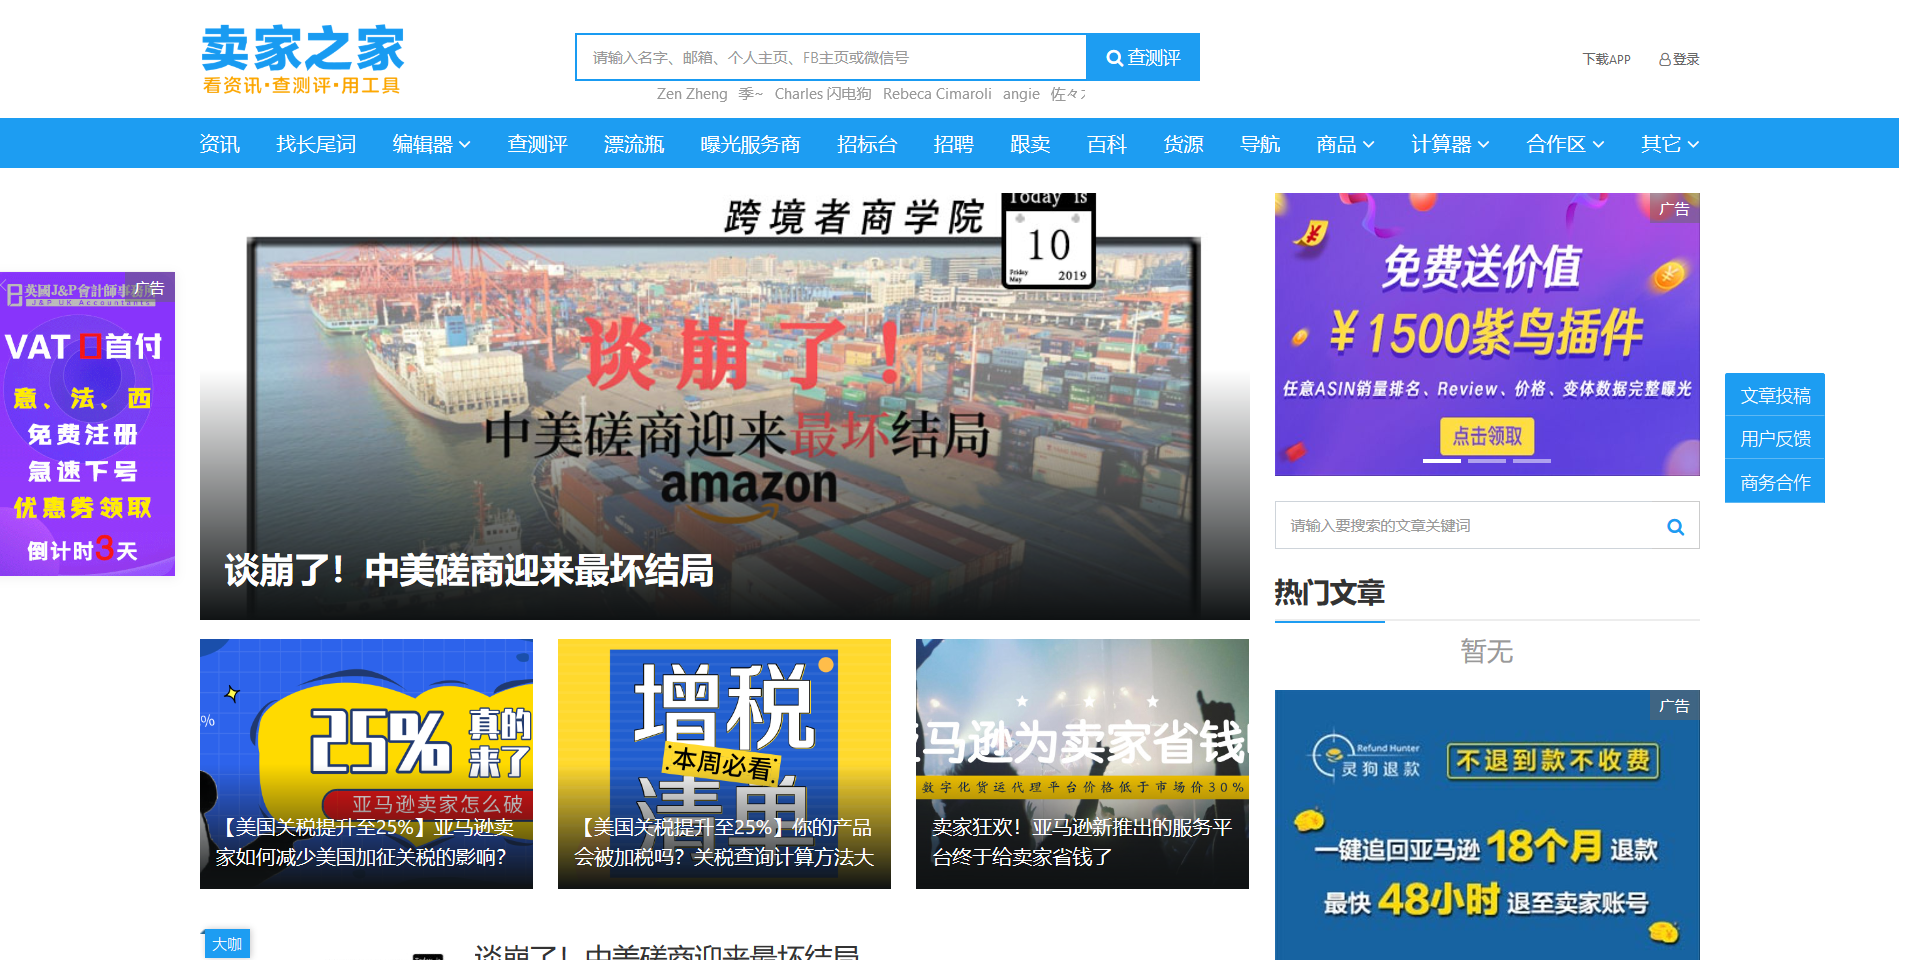 卖家之家
看资讯·查测评·用工具
请输入名字、邮箱、个人主页、FB主页或微信号
查测评
Zen Zheng 季~ Charles 闪电狗 Rebeca Cimaroli angie 佐々
下载APP
登录
资讯 找长尾词 编辑器 查测评 漂流瓶 曝光服务商 招标台 招聘 跟卖 百科 货源 导航 商品 计算器 合作区 其它
跨境者商学院
Today is
10
Friday
May
2019
谈崩了！
中美磋商迎来最坏结局
amazon
谈崩了！中美磋商迎来最坏结局
广告
英國J&P會計師事
J&P UK Accountants
VAT 首付
意、法、西
免费注册
急速下号
优惠券领取
倒计时3天
广告
免费送价值
¥1500紫鸟插件
任意ASIN销量排名、Review、价格、变体数据完整曝光
点击领取
文章投稿
用户反馈
商务合作
请输入要搜索的文章关键词
热门文章
暂无
%
25%
真的
来了
亚马逊卖家怎么破
【美国关税提升至25%】亚马逊卖
家如何减少美国加征关税的影响？
增税
本周必看
清单
【美国关税提升至25%】你的产品
会被加税吗？关税查询计算方法大
亚马逊为卖家省钱
数字化货运代理平台价格低于市场价30%
卖家狂欢！亚马逊新推出的服务平
台终于给卖家省钱了
广告
Refund Hunter
灵狗退款
不退到款不收费
一键追回亚马逊18个月退款
最快48小时退至卖家账号
大咖
谈崩了！中美磋商迎来最坏结局